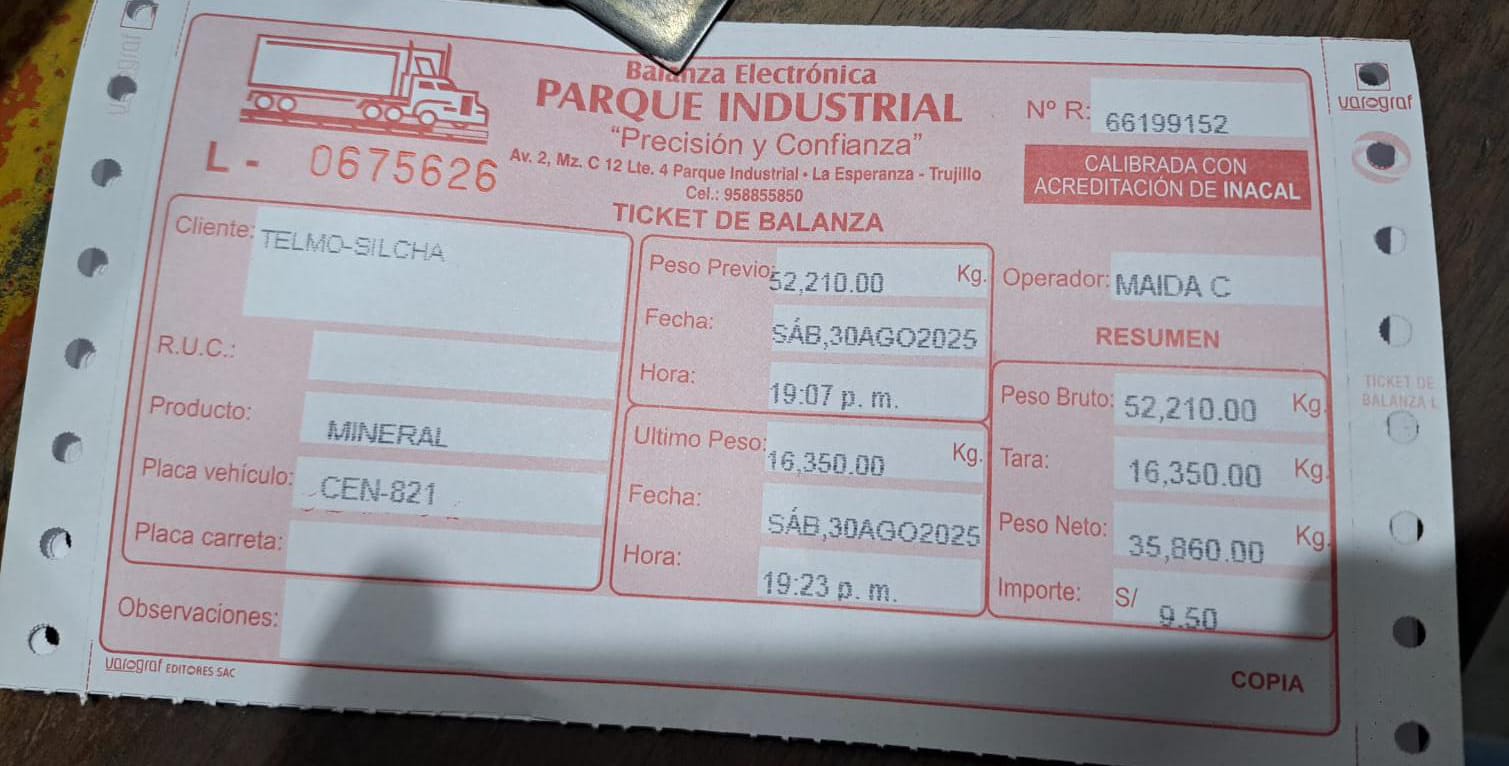 Balanza Electrónica
PARQUE INDUSTRIAL
“Precisión y Confianza”
Av. 2, Mz. C 12 Lte. 4 Parque Industrial • La Esperanza - Trujillo
Cel.: 958855850
TICKET DE BALANZA
L - 0675626
Nº R: 66199152
CALIBRADA CON
ACREDITACIÓN DE INACAL
varograf
Cliente: TELMO-SILCHA
R.U.C.:
Producto: MINERAL
Placa vehículo: CEN-821
Placa carreta:
Observaciones:
Peso Previo: 52,210.00 Kg.
Fecha: SÁB,30AGO2025
Hora: 19:07 p. m.
Ultimo Peso: 16,350.00 Kg.
Fecha: SÁB,30AGO2025
Hora: 19:23 p. m.
Operador: MAIDA C
RESUMEN
Peso Bruto: 52,210.00 Kg.
Tara: 16,350.00 Kg.
Peso Neto: 35,860.00 Kg.
Importe: S/ 9.50
TICKET DE
BALANZA L
varograf EDITORES SAC
COPIA